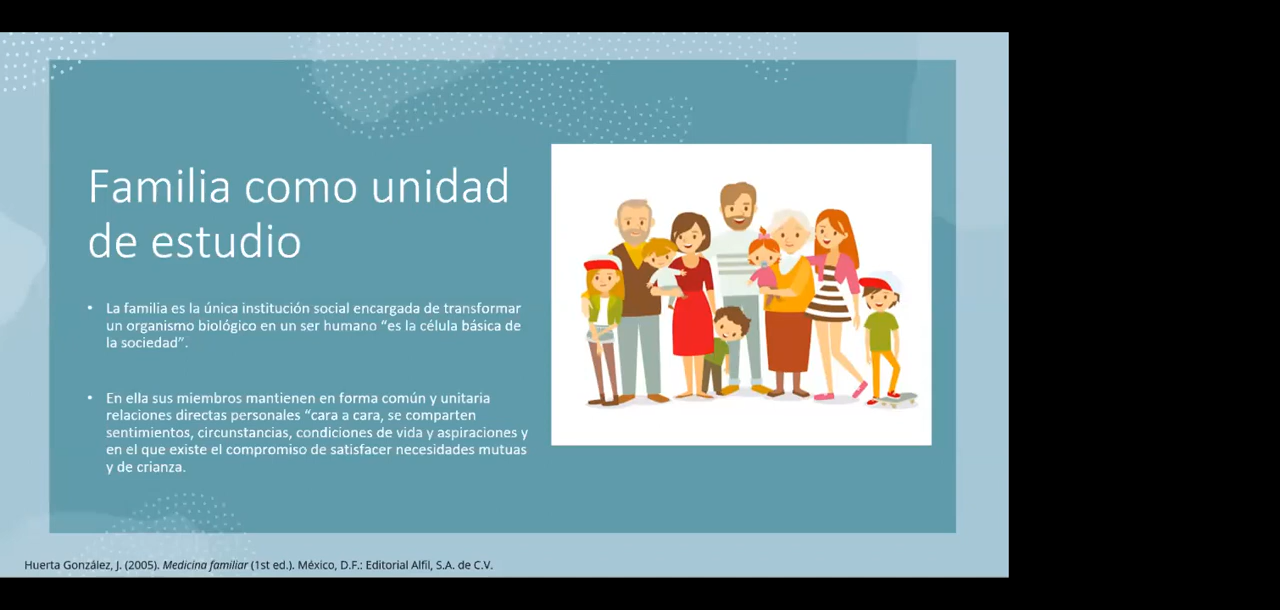 Familia como unidad
de estudio
• La familia es la única institución social encargada de transformar
un organismo biológico en un ser humano “es la célula básica de
la sociedad”.
• En ella sus miembros mantienen en forma común y unitaria
relaciones directas personales “cara a cara, se comparten
sentimientos, circunstancias, condiciones de vida y aspiraciones y
en el que existe el compromiso de satisfacer necesidades mutuas
y de crianza.
Huerta González, J. (2005). Medicina familiar (1st ed.). México, D.F.: Editorial Alfil, S.A. de C.V.